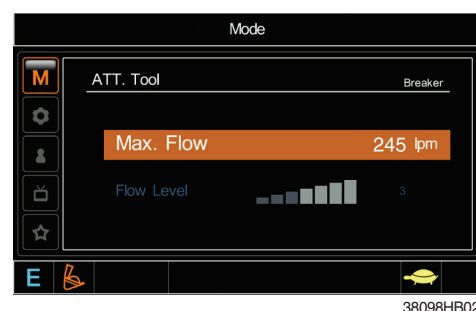 Mode
M
ATT. Tool Breaker
Max. Flow 245 lpm
Flow Level 3
E
38098HB02